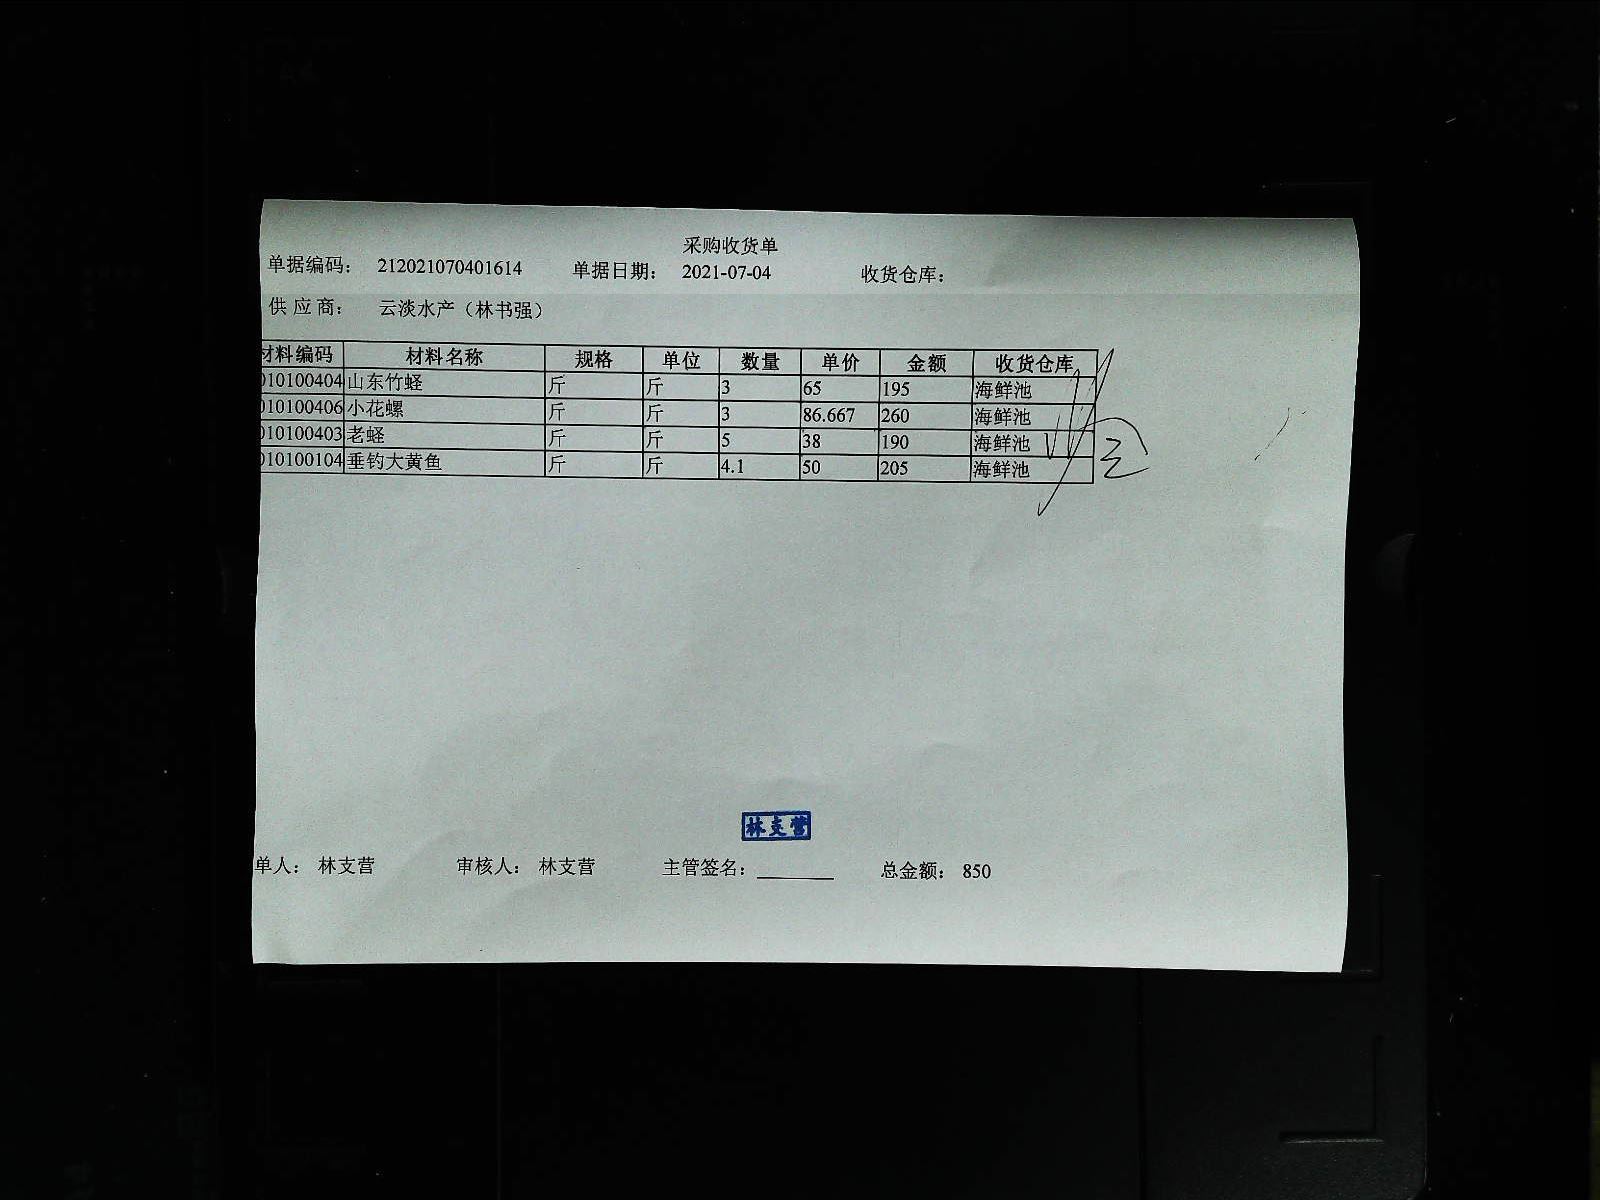 采购收货单
单据编码： 212021070401614 单据日期： 2021-07-04 收货仓库：
供 应 商： 云淡水产（林书强）
材料编码 材料名称 规格 单位 数量 单价 金额 收货仓库
010100404 山东竹蛏 斤 斤 3 65 195 海鲜池
010100406 小花螺 斤 斤 3 86.667 260 海鲜池
010100403 老蛏 斤 斤 5 38 190 海鲜池
010100104 垂钓大黄鱼 斤 斤 4.1 50 205 海鲜池
林支营
单人： 林支营 审核人： 林支营 主管签名： 总金额： 850